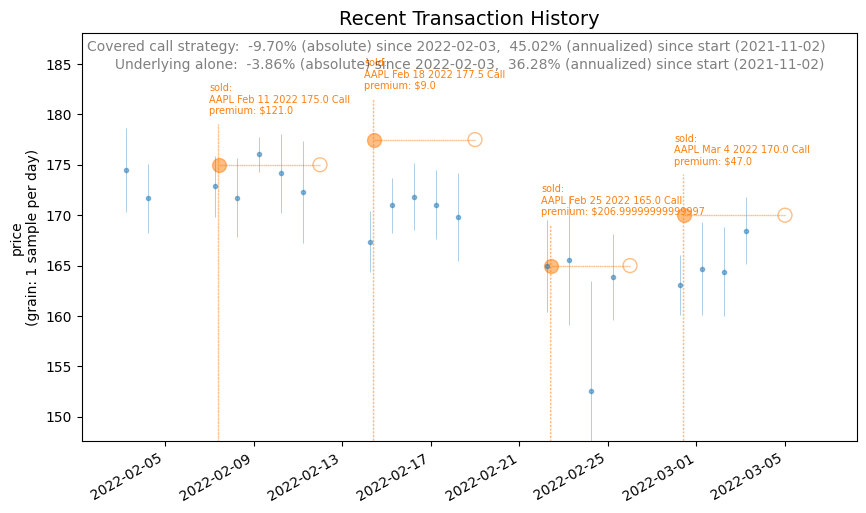 Recent Transaction History
Covered call strategy:  -9.70% (absolute) since 2022-02-03,  45.02% (annualized) since start (2021-11-02)
Underlying alone:  -3.86% (absolute) since 2022-02-03,  36.28% (annualized) since start (2021-11-02)
sold:
AAPL Feb 11 2022 175.0 Call
premium: $121.0
sold:
AAPL Feb 18 2022 177.5 Call
premium: $9.0
sold:
AAPL Feb 25 2022 165.0 Call
premium: $206.99999999999997
sold:
AAPL Mar 4 2022 170.0 Call
premium: $47.0
price
(grain: 1 sample per day)
185
180
175
170
165
160
155
150
2022-02-05
2022-02-09
2022-02-13
2022-02-17
2022-02-21
2022-02-25
2022-03-01
2022-03-05